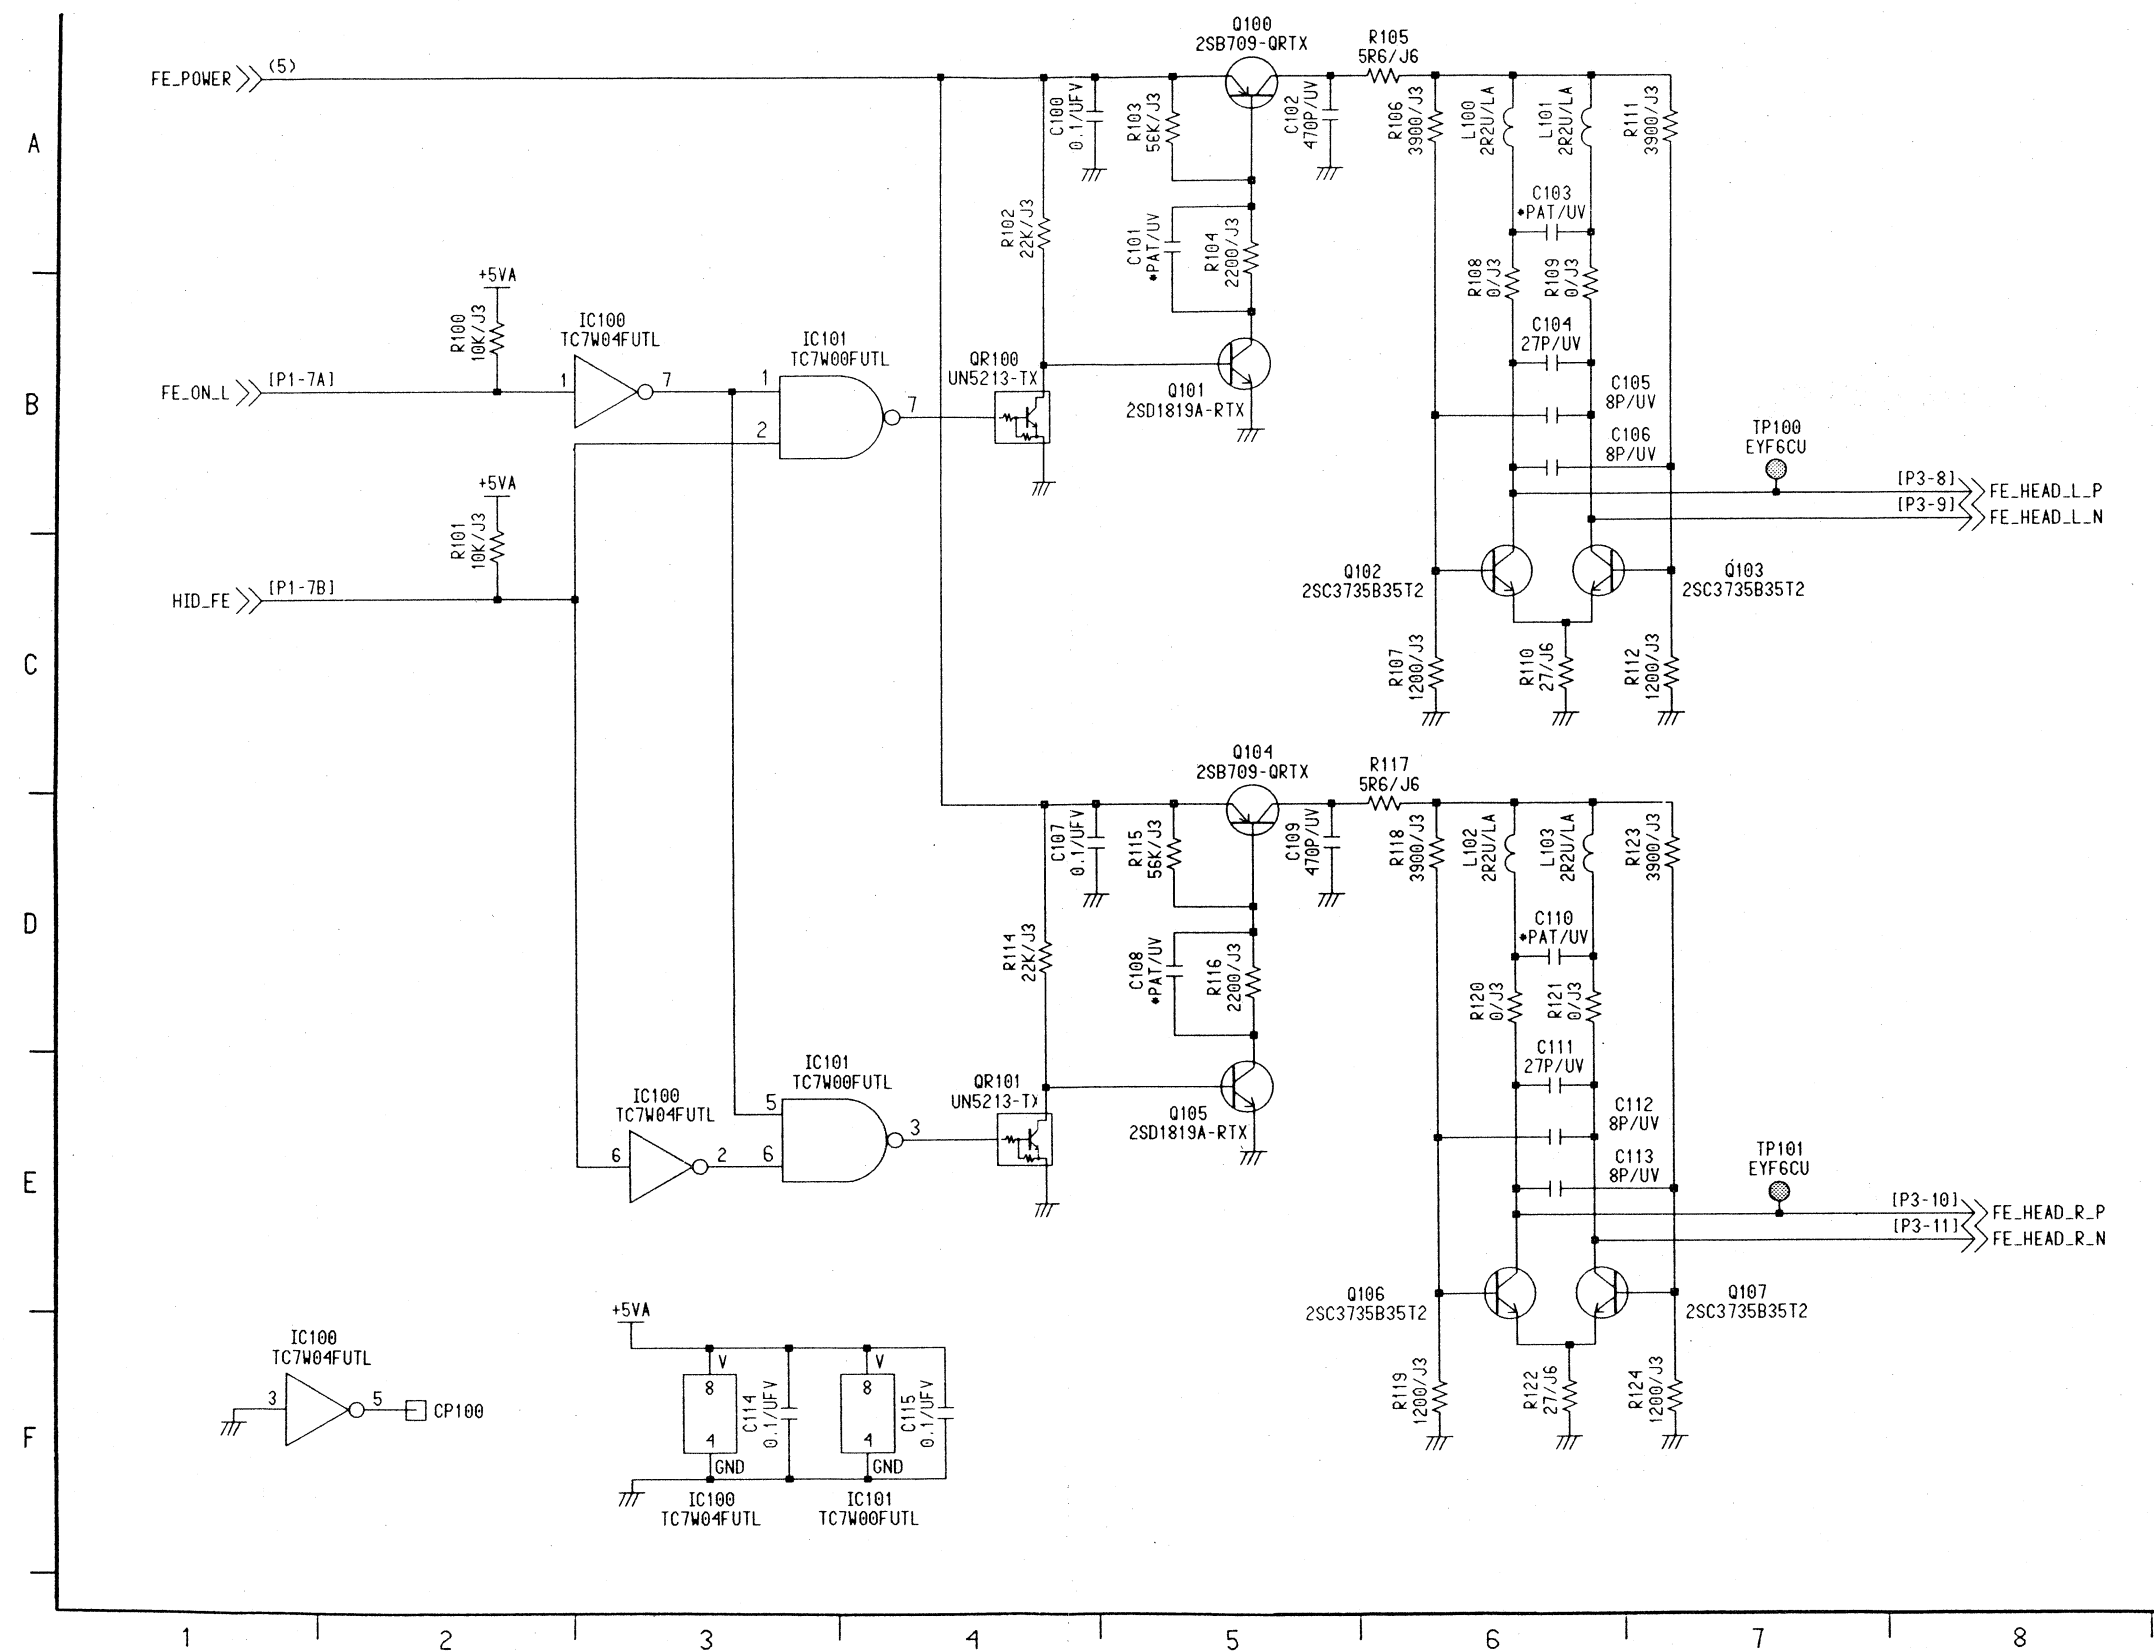 Q100
2SB709-QRTX
R105
5R6/J6
FE_POWER
(5)
C100
0.1/UFV
R103
56K/J3
C102
470P/UV
R106
3900/J3
L100
2R2U/LA
L101
2R2U/LA
R111
3900/J3
A
R102
22K/J3
C101
*PAT/UV
R104
2200/J3
C103
*PAT/UV
R108
0/J3
R109
0/J3
+5VA
R100
10K/J3
IC100
TC7W04FUTL
IC101
TC7W00FUTL
QR100
UN5213-TX
C104
27P/UV
FE_ON_L
[P1-7A]
1
7
1
2
7
Q101
2SD1819A-RTX
C105
8P/UV
C106
8P/UV
B
TP100
EYF6CU
[P3-8]
FE_HEAD_L_P
[P3-9]
FE_HEAD_L_N
+5VA
R101
10K/J3
HID_FE
[P1-7B]
Q102
2SC3735B35T2
Q103
2SC3735B35T2
C
R107
1200/J3
R110
27/J6
R112
1200/J3
Q104
2SB709-QRTX
R117
5R6/J6
C107
0.1/UFV
R115
56K/J3
C109
470P/UV
R118
3900/J3
L102
2R2U/LA
L103
2R2U/LA
R123
3900/J3
D
R114
22K/J3
C108
*PAT/UV
R116
2200/J3
C110
*PAT/UV
R120
0/J3
R121
0/J3
IC101
TC7W00FUTL
IC100
TC7W04FUTL
QR101
UN5213-TX
C111
27P/UV
5
6
3
6
2
Q105
2SD1819A-RTX
C112
8P/UV
C113
8P/UV
E
TP101
EYF6CU
[P3-10]
FE_HEAD_R_P
[P3-11]
FE_HEAD_R_N
Q106
2SC3735B35T2
Q107
2SC3735B35T2
+5VA
IC100
TC7W04FUTL
3
5
CP100
V
8
4
GND
C114
0.1/UFV
V
8
4
GND
C115
0.1/UFV
IC100
TC7W04FUTL
IC101
TC7W00FUTL
R119
1200/J3
R122
27/J6
R124
1200/J3
F
1
2
3
4
5
6
7
8